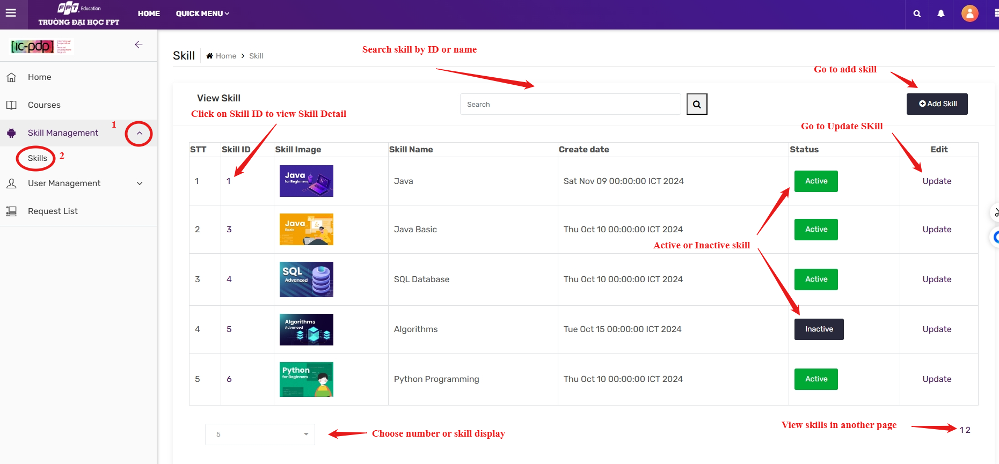 FPT Education
TRƯỜNG ĐẠI HỌC FPT
HOME
QUICK MENU
[IC-pdp]
International
Cooperation
&
Personal
Development
Program
Home
Courses
Skill Management
1
Skills
2
User Management
Request List
Skill
Home > Skill
Search skill by ID or name
Go to add skill
View Skill
Search
Add Skill
Click on Skill ID to view Skill Detail
Go to Update SKill
STT Skill ID Skill Image Skill Name Create date Status Edit
1 1 Java for Beginners Java Sat Nov 09 00:00:00 ICT 2024 Active Update
2 3 Java Basic Java Basic Thu Oct 10 00:00:00 ICT 2024 Active Update
Active or Inactive skill
3 4 SQL Advanced SQL Database Thu Oct 10 00:00:00 ICT 2024 Active Update
4 5 Algorithms Advanced Algorithms Tue Oct 15 00:00:00 ICT 2024 Inactive Update
5 6 Python for Beginners Python Programming Thu Oct 10 00:00:00 ICT 2024 Active Update
5
Choose number or skill display
View skills in another page
1 2